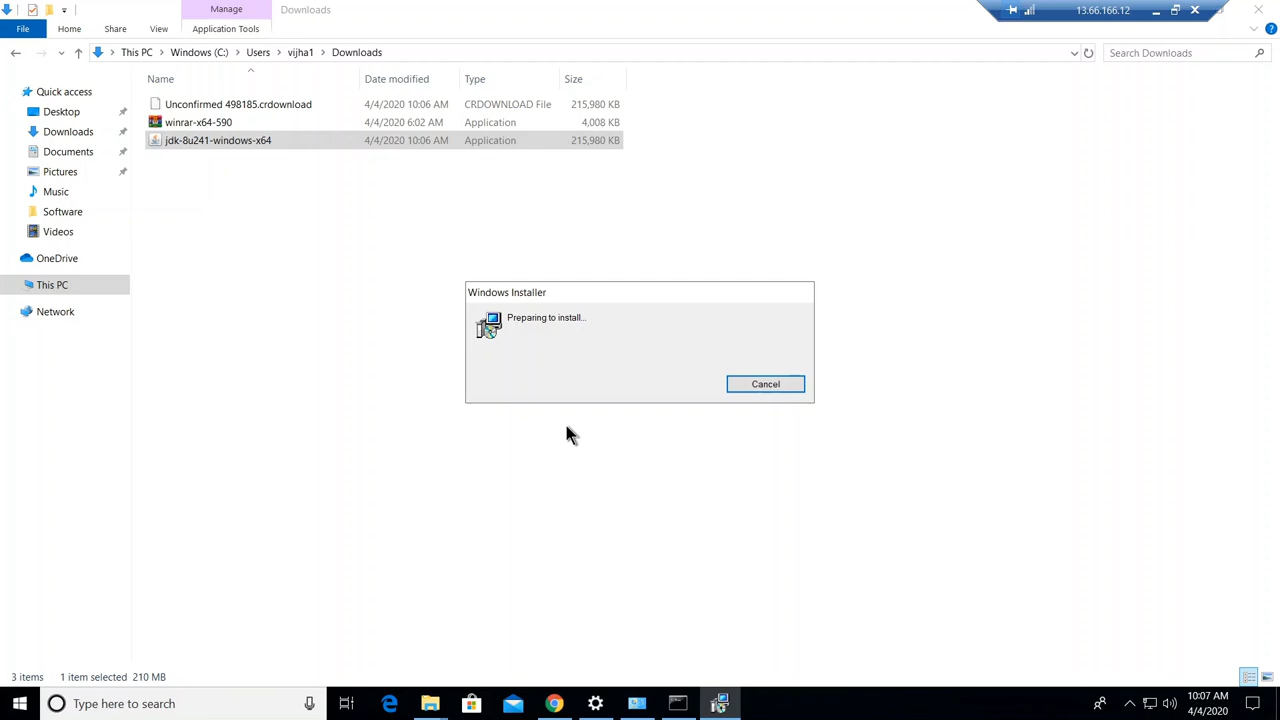 Manage
Downloads
13.66.166.12
File
Home
Share
View
Application Tools
This PC
Windows (C:)
Users
vijha1
Downloads
Search Downloads
Name
Date modified
Type
Size
Quick access
Desktop
Downloads
Documents
Pictures
Music
Software
Videos
OneDrive
This PC
Network
Unconfirmed 498185.crdownload 4/4/2020 10:06 AM CRDOWNLOAD File 215,980 KB
winrar-x64-590 4/4/2020 6:02 AM Application 4,008 KB
jdk-8u241-windows-x64 4/4/2020 10:06 AM Application 215,980 KB
Windows Installer
Preparing to install...
Cancel
3 items 1 item selected 210 MB
Type here to search
10:07 AM
4/4/2020